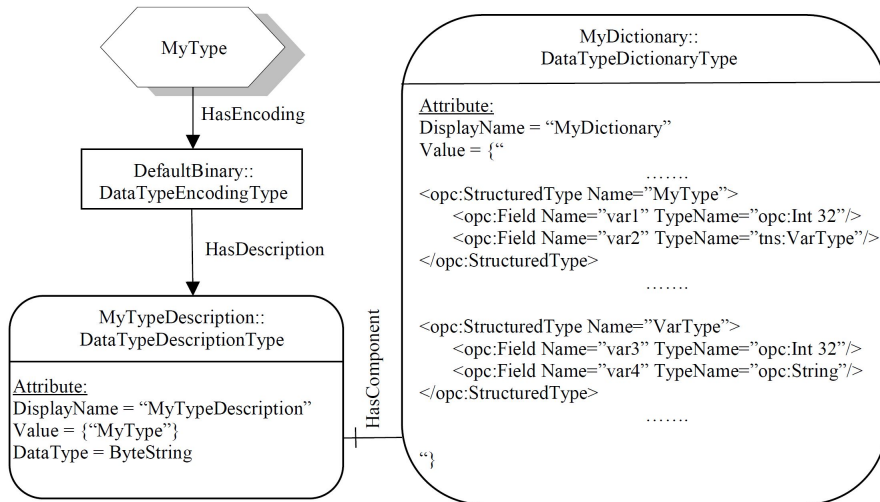 MyType
HasEncoding
DefaultBinary::
DataTypeEncodingType
HasDescription
MyTypeDescription::
DataTypeDescriptionType
Attribute:
DisplayName = “MyTypeDescription”
Value = {“MyType”}
DataType = ByteString
HasComponent
MyDictionary::
DataTypeDictionaryType
Attribute:
DisplayName = “MyDictionary”
Value = {“
.......
<opc:StructuredType Name=”MyType”>
<opc:Field Name=”var1” TypeName=”opc:Int 32”/>
<opc:Field Name=”var2” TypeName=”tns:VarType”/>
</opc:StructuredType>
.......
<opc:StructuredType Name=”VarType”>
<opc:Field Name=”var3” TypeName=”opc:Int 32”/>
<opc:Field Name=”var4” TypeName=”opc:String”/>
</opc:StructuredType>
.......
“}